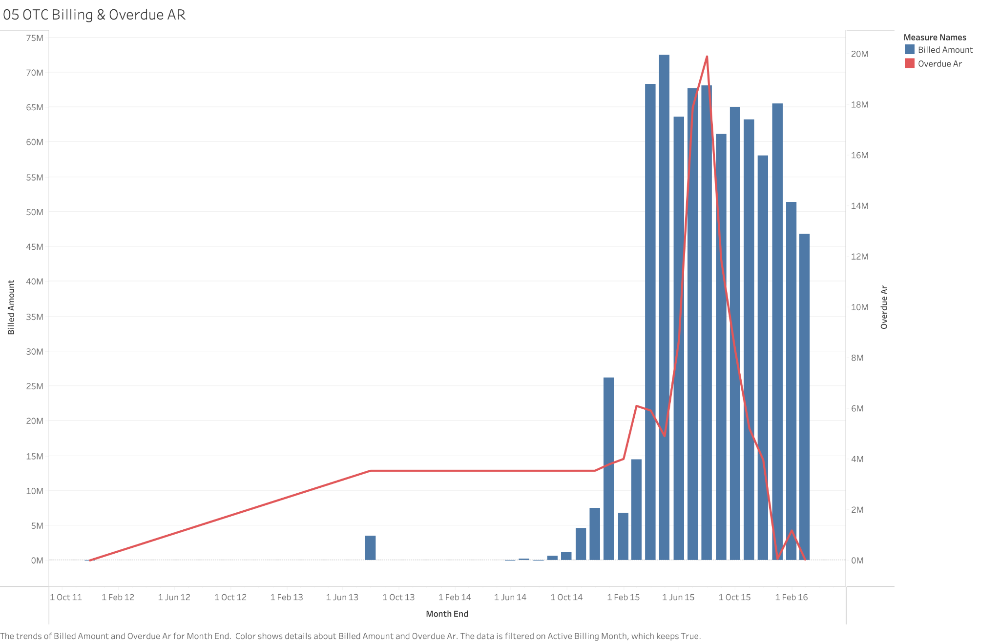 05 OTC Billing & Overdue AR
Measure Names
Billed Amount
Overdue Ar
75M
70M
65M
60M
55M
50M
45M
40M
35M
30M
25M
20M
15M
10M
5M
0M
Billed Amount
20M
18M
16M
14M
12M
10M
8M
6M
4M
2M
0M
Overdue Ar
1 Oct 11 1 Feb 12 1 Jun 12 1 Oct 12 1 Feb 13 1 Jun 13 1 Oct 13 1 Feb 14 1 Jun 14 1 Oct 14 1 Feb 15 1 Jun 15 1 Oct 15 1 Feb 16
Month End
The trends of Billed Amount and Overdue Ar for Month End.  Color shows details about Billed Amount and Overdue Ar. The data is filtered on Active Billing Month, which keeps True.